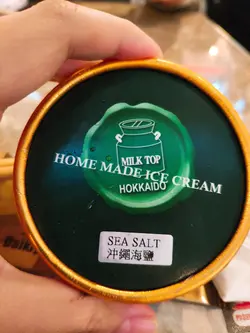 MILK TOP
HOME MADE ICE CREAM
HOKKAIDO
SEA SALT
沖繩海鹽